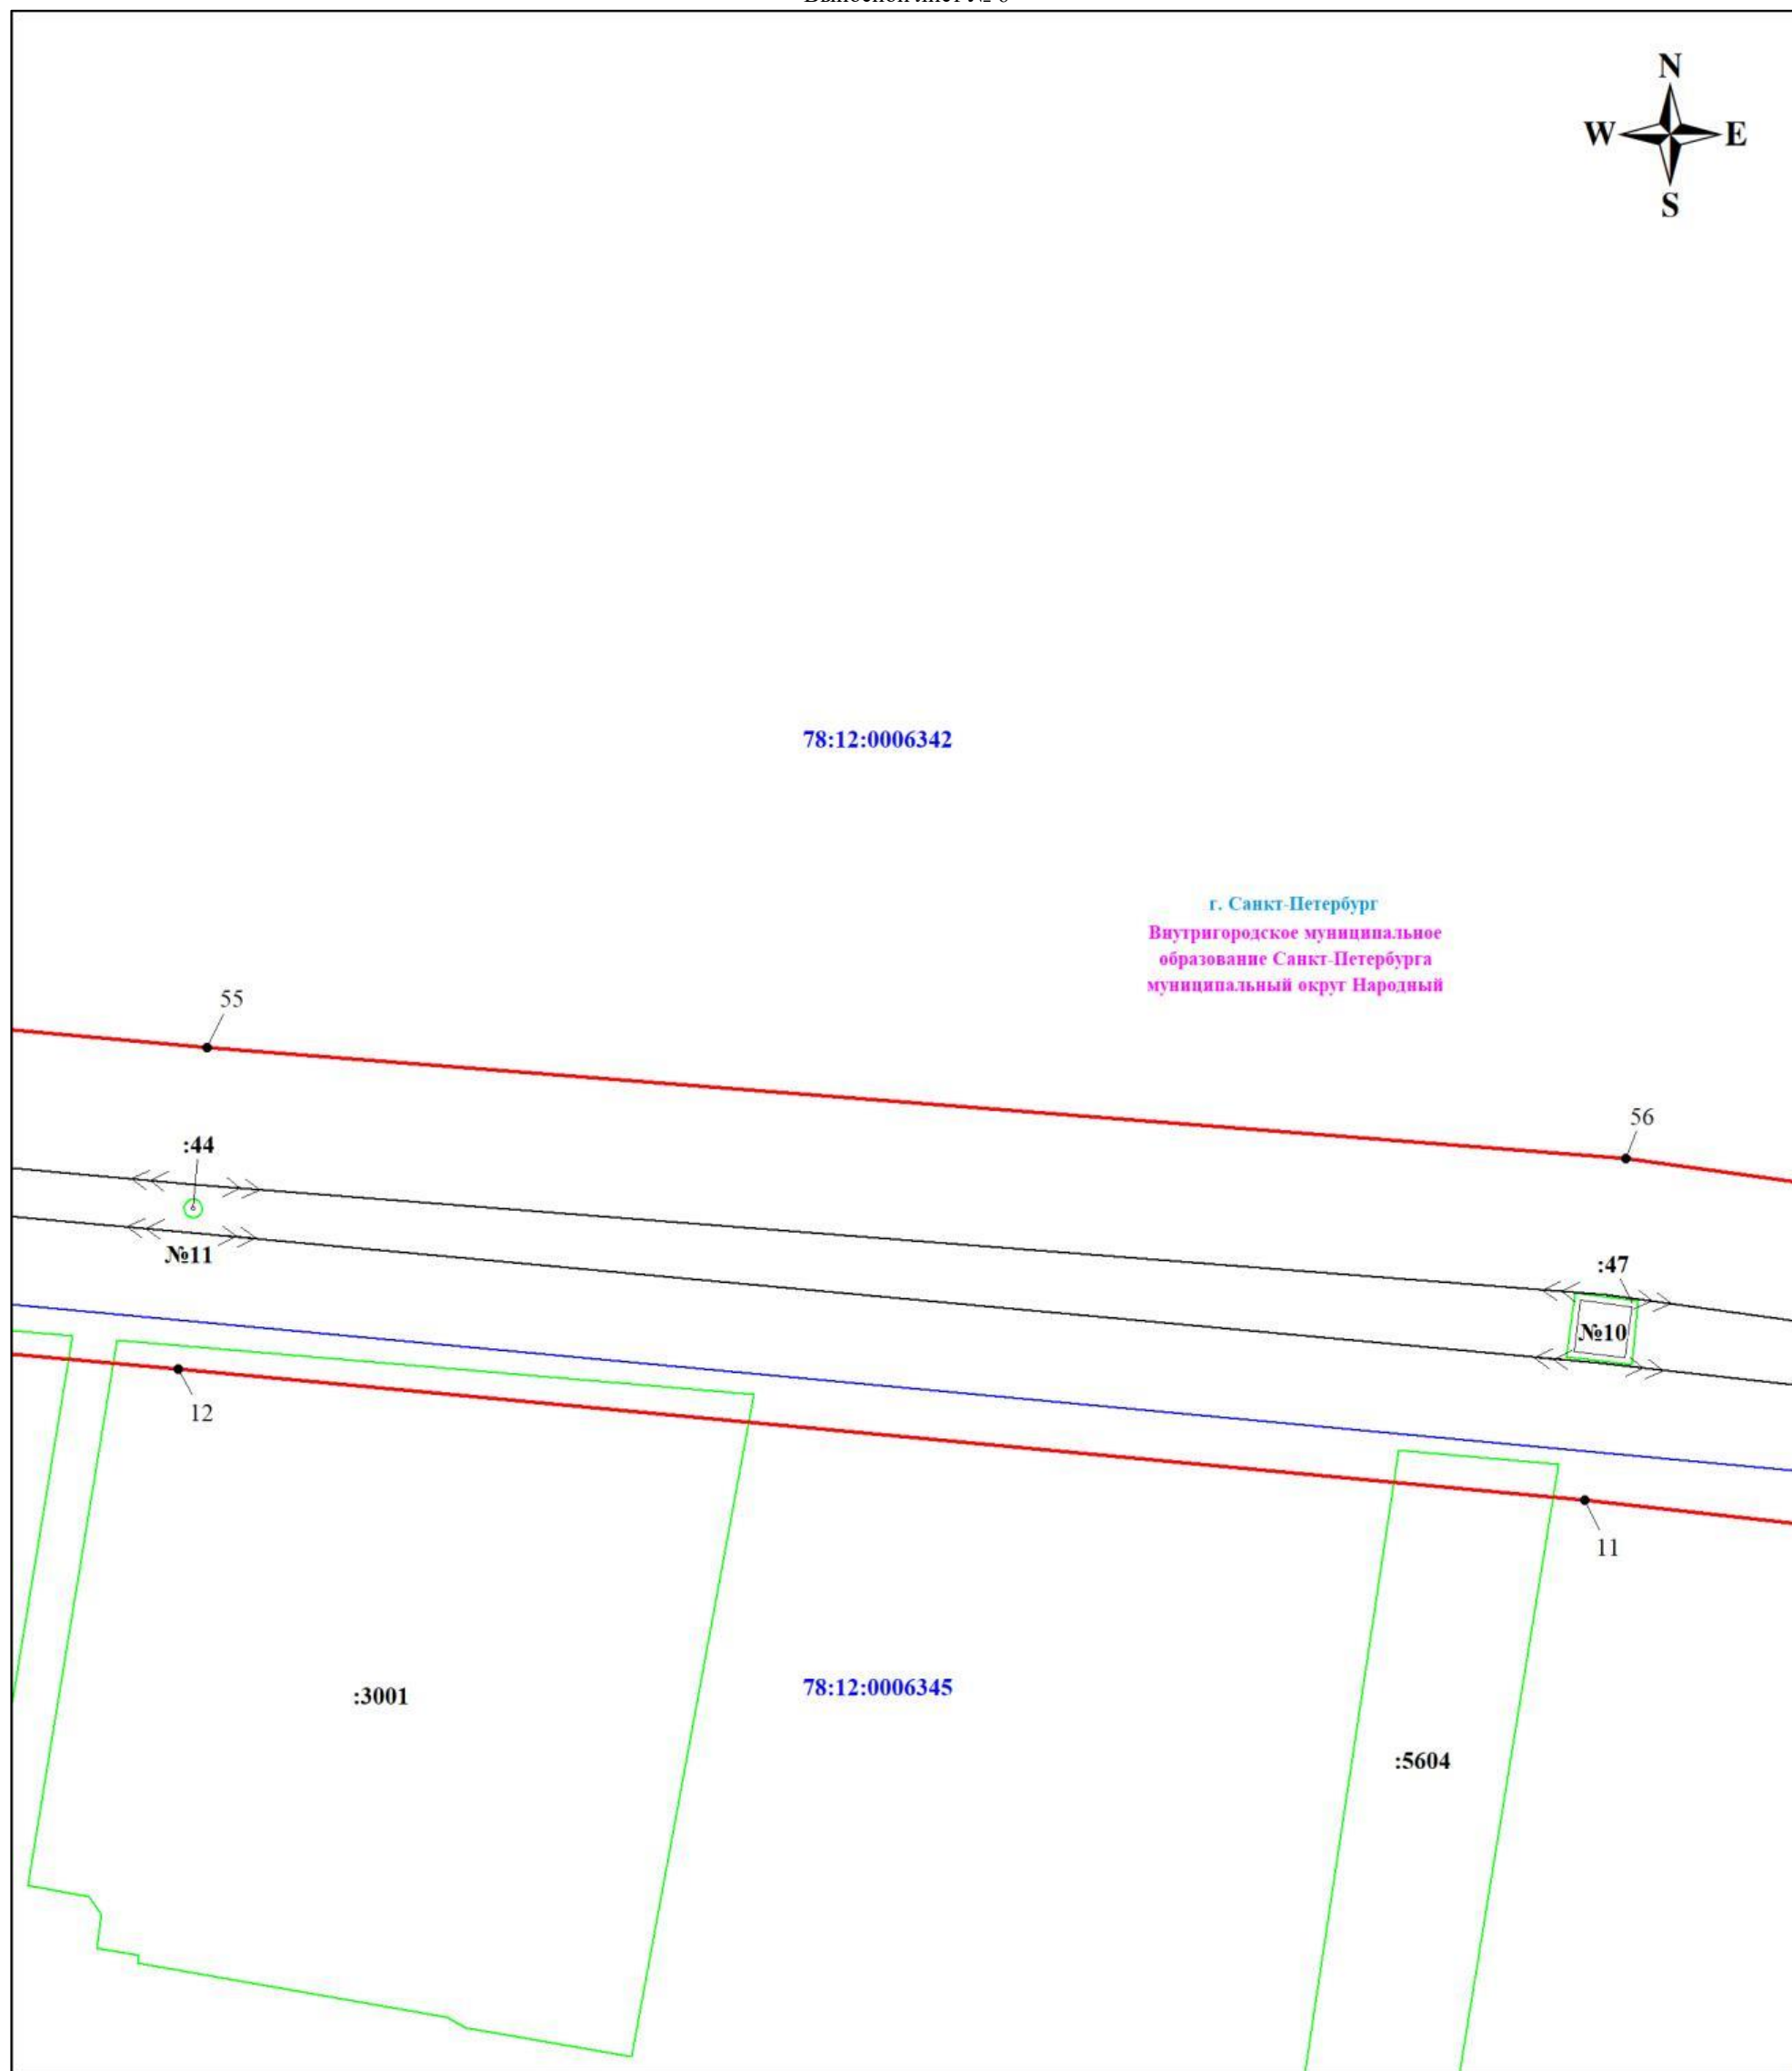 N
W E
S
78:12:0006342
г. Санкт-Петербург
Внутригородское муниципальное
образование Санкт-Петербурга
муниципальный округ Народный
55
56
:44
№11
:47
№10
12
11
:3001
78:12:0006345
:5604